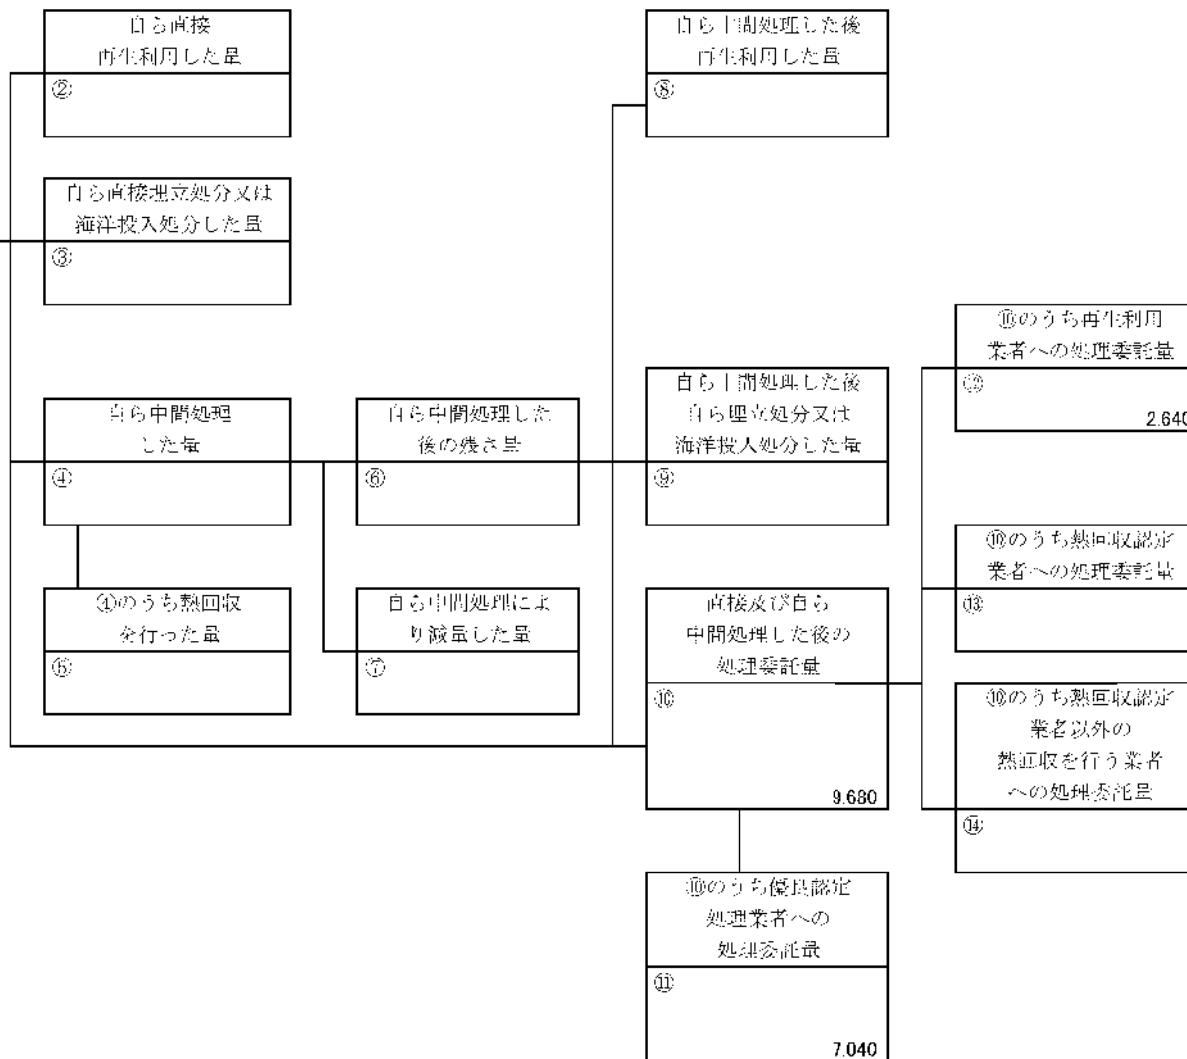 自ら直接
再生利用した量
②
自ら中間処理した後
再生利用した量
⑧
自ら直接埋立処分又は
海洋投入処分した量
③
⑩のうち再生利用
業者への処理委託量
⑫
2.640
自ら中間処理
した量
④
自ら中間処理した
後の残さ量
⑥
自ら中間処理した後
自ら埋立処分又は
海洋投入処分した量
⑨
⑩のうち熱回収認定
業者への処理委託量
⑬
④のうち熱回収
を行った量
⑤
自ら中間処理によ
り減量した量
⑦
直接及び自ら
中間処理した後の
処理委託量
⑩
9.680
⑩のうち熱回収認定
業者以外の
熱回収を行う業者
への処理委託量
⑭
⑩のうち優良認定
処理業者への
処理委託量
⑪
7.040